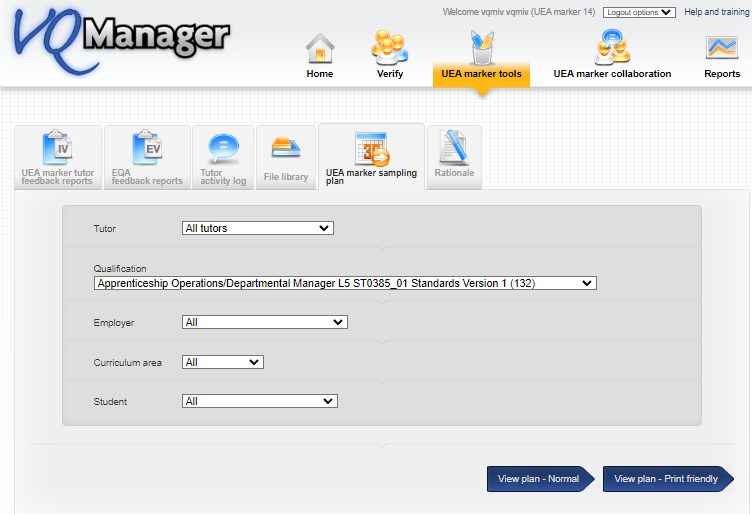 VQManager
Welcome vqmiv vqmiv (UEA marker 14) Logout options Help and training
Home Verify UEA marker tools UEA marker collaboration Reports
IV EV 36
UEA marker tutor
feedback reports
EQA
feedback reports
Tutor
activity log
File library
UEA marker sampling
plan
Rationale
Tutor All tutors
Qualification
Apprenticeship Operations/Departmental Manager L5 ST0385_01 Standards Version 1 (132)
Employer All
Curriculum area All
Student All
View plan - Normal View plan - Print friendly